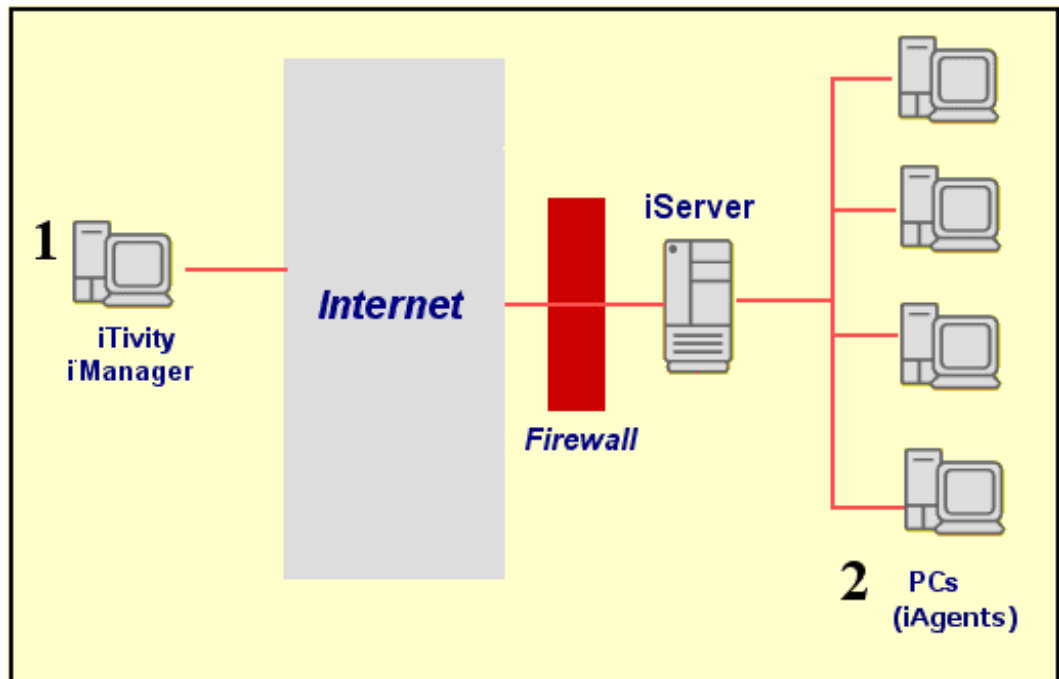 1
iTivity
iManager
Internet
Firewall
iServer
2
PCs
(iAgents)